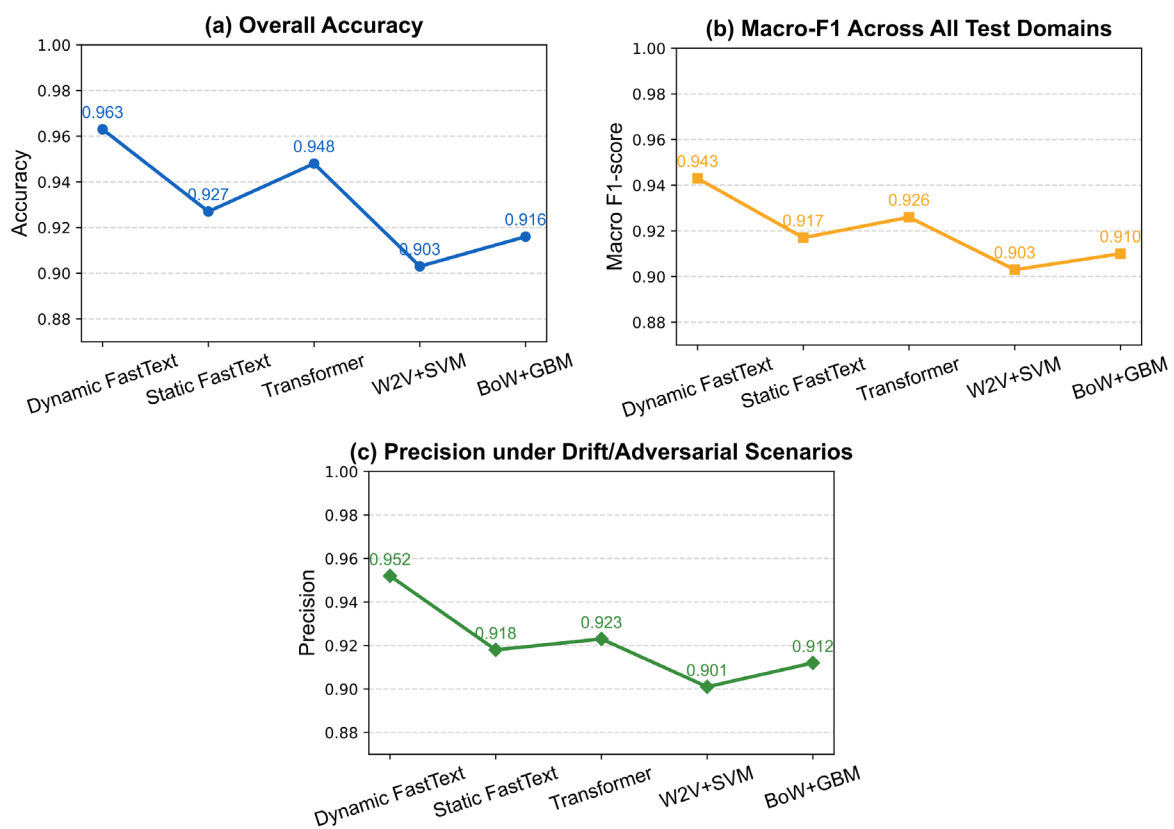 (a) Overall Accuracy
1.00
0.98
0.96
0.94
0.92
0.90
0.88
Accuracy
0.963
0.927
0.948
0.903
0.916
Dynamic FastText
Static FastText
Transformer
W2V+SVM
BoW+GBM
(b) Macro-F1 Across All Test Domains
1.00
0.98
0.96
0.94
0.92
0.90
0.88
Macro F1-score
0.943
0.917
0.926
0.903
0.910
Dynamic FastText
Static FastText
Transformer
W2V+SVM
BoW+GBM
(c) Precision under Drift/Adversarial Scenarios
1.00
0.98
0.96
0.94
0.92
0.90
0.88
Precision
0.952
0.918
0.923
0.901
0.912
Dynamic FastText
Static FastText
Transformer
W2V+SVM
BoW+GBM